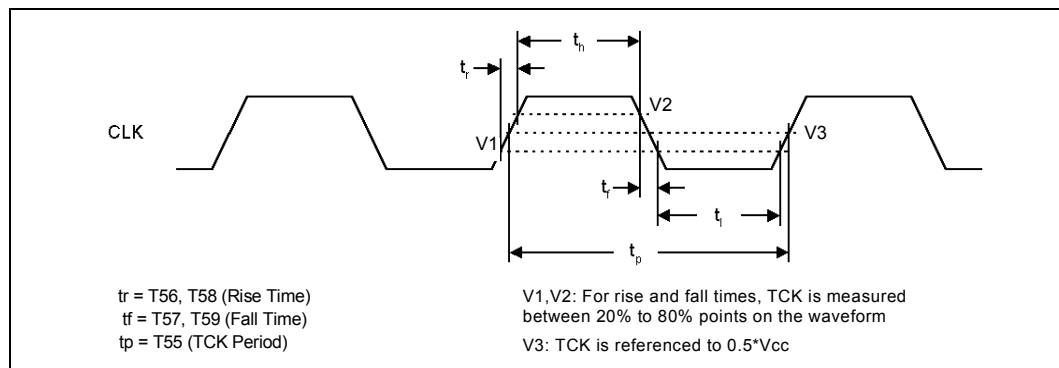 t_h
t_r
V2
CLK
V1
V3
t_f
t_l
t_p
tr = T56, T58 (Rise Time)
tf = T57, T59 (Fall Time)
tp = T55 (TCK Period)
V1,V2: For rise and fall times, TCK is measured
between 20% to 80% points on the waveform
V3: TCK is referenced to 0.5*Vcc